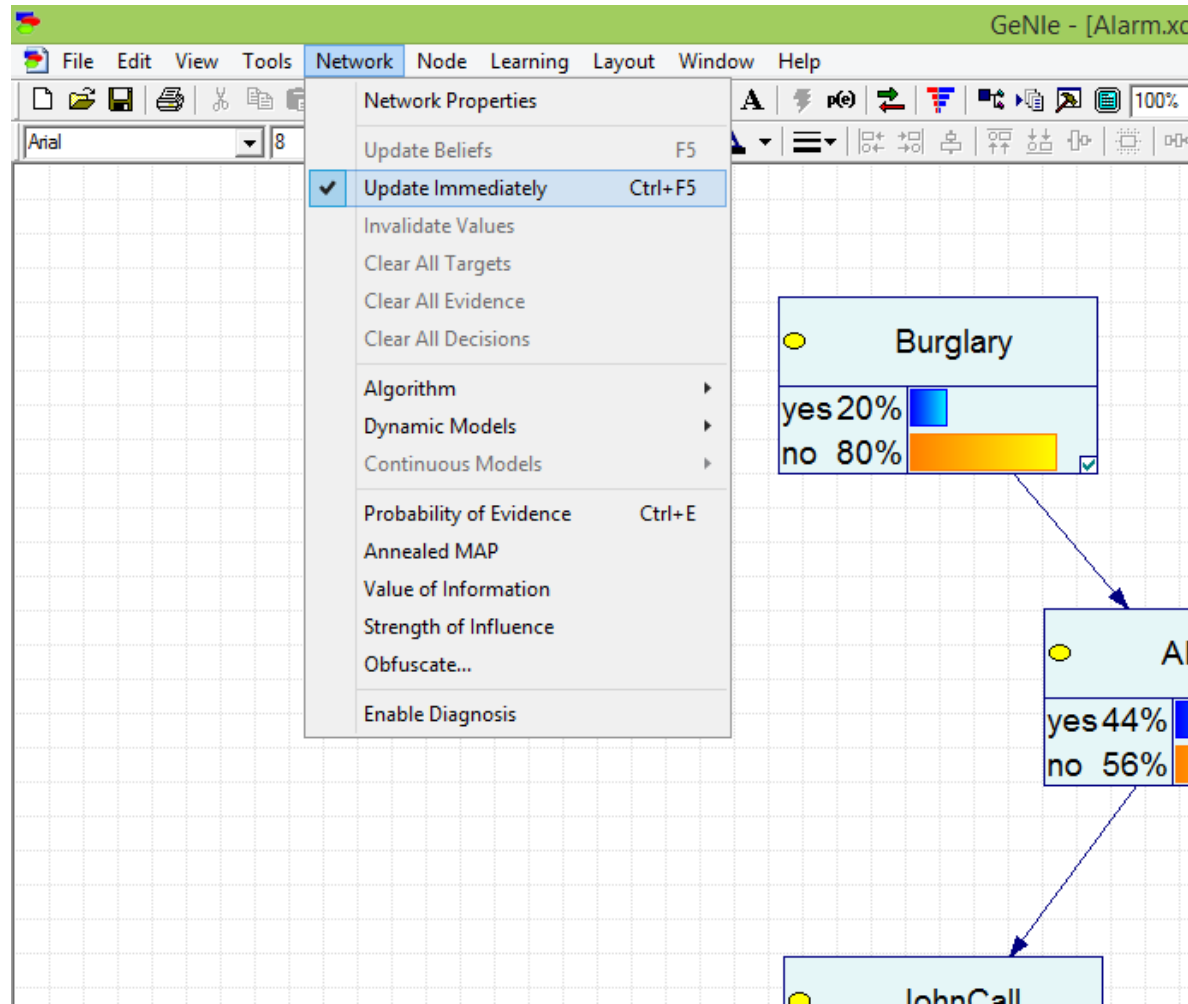 GeNIe - [Alarm.xd
File Edit View Tools Network Node Learning Layout Window Help
A p(e) 100%
Arial 8
Network Properties
Update Beliefs F5
Update Immediately Ctrl+F5
Invalidate Values
Clear All Targets
Clear All Evidence
Clear All Decisions
Algorithm
Dynamic Models
Continuous Models
Probability of Evidence Ctrl+E
Annealed MAP
Value of Information
Strength of Influence
Obfuscate...
Enable Diagnosis
Burglary
yes 20%
no 80%
Al
yes 44%
no 56%
JohnCall